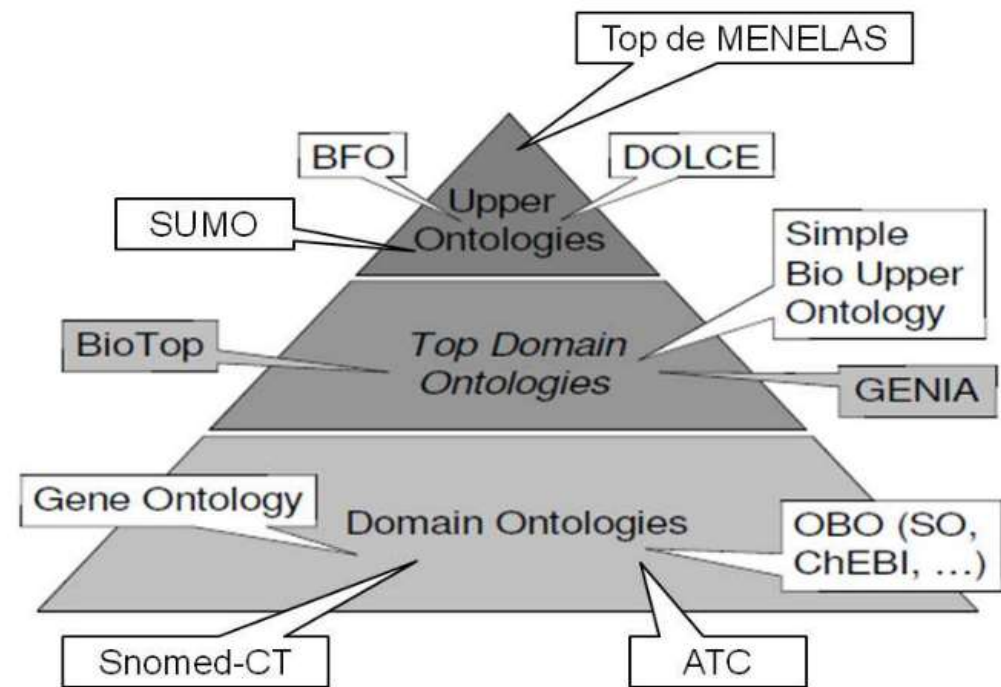 Top de MENELAS
BFO
DOLCE
Upper
Ontologies
SUMO
Simple
Bio Upper
Ontology
BioTop
Top Domain
Ontologies
GENIA
Gene Ontology
Domain Ontologies
OBO (SO,
ChEBI, ...)
Snomed-CT
ATC